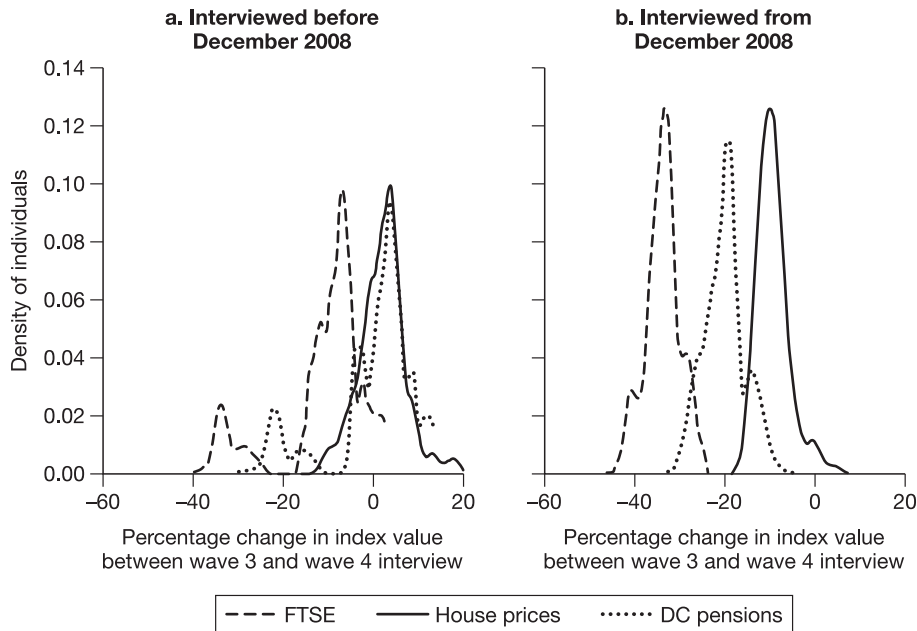 a. Interviewed before
December 2008
b. Interviewed from
December 2008
Density of individuals
0.14
0.12
0.10
0.08
0.06
0.04
0.02
0.00
–60
–40
–20
0
20
–60
–40
–20
0
20
Percentage change in index value
between wave 3 and wave 4 interview
Percentage change in index value
between wave 3 and wave 4 interview
FTSE
House prices
DC pensions